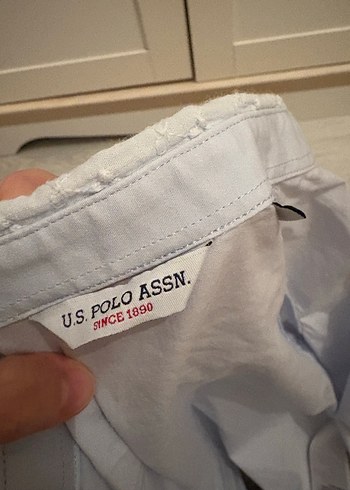 U.S. POLO ASSN.
SINCE 1890